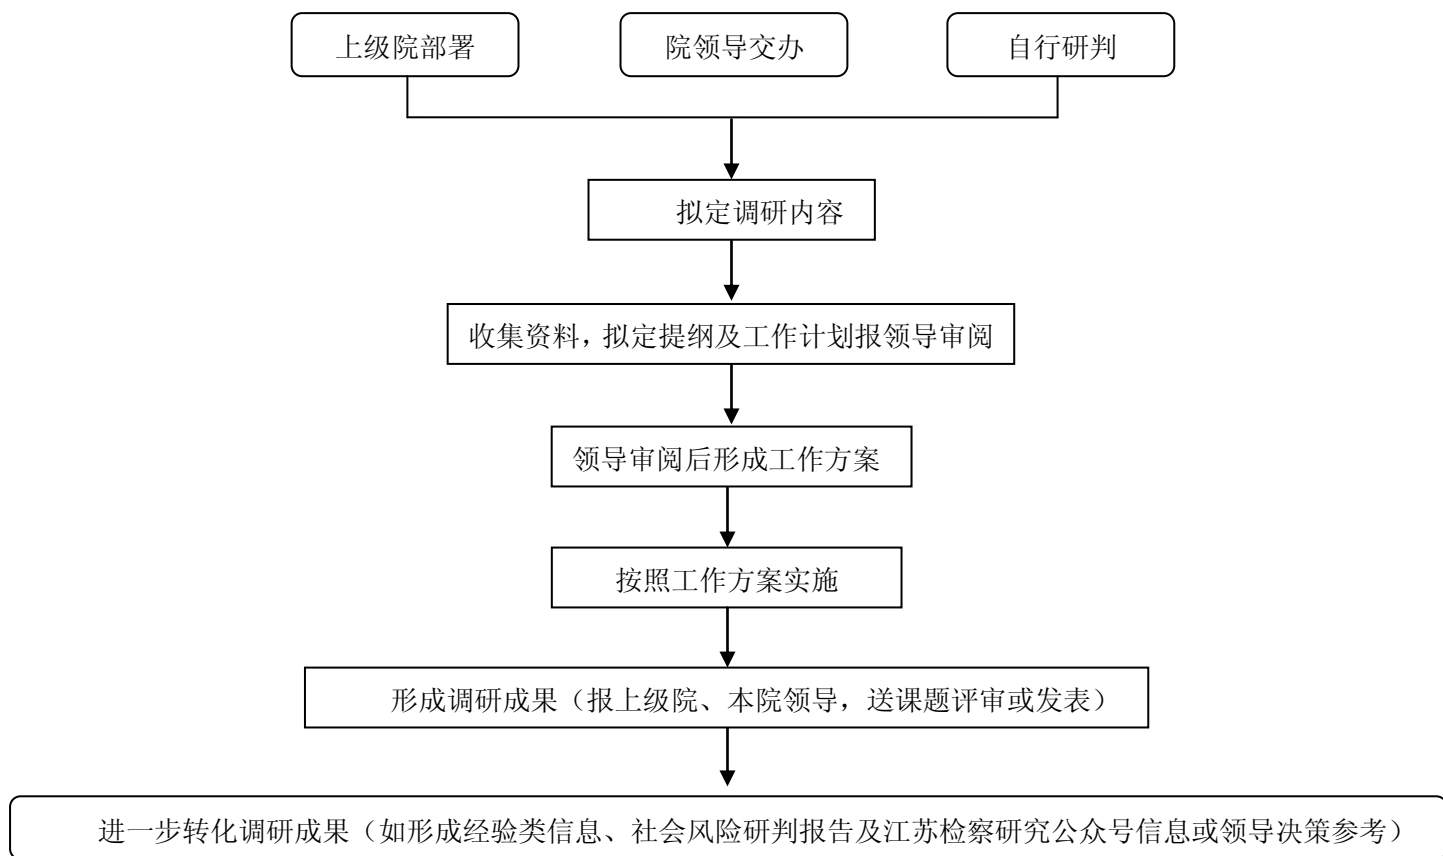 上级院部署
院领导交办
自行研判
拟定调研内容
收集资料，拟定提纲及工作计划报领导审阅
领导审阅后形成工作方案
按照工作方案实施
形成调研成果（报上级院、本院领导，送课题评审或发表）
进一步转化调研成果（如形成经验类信息、社会风险研判报告及江苏检察研究公众号信息或领导决策参考）